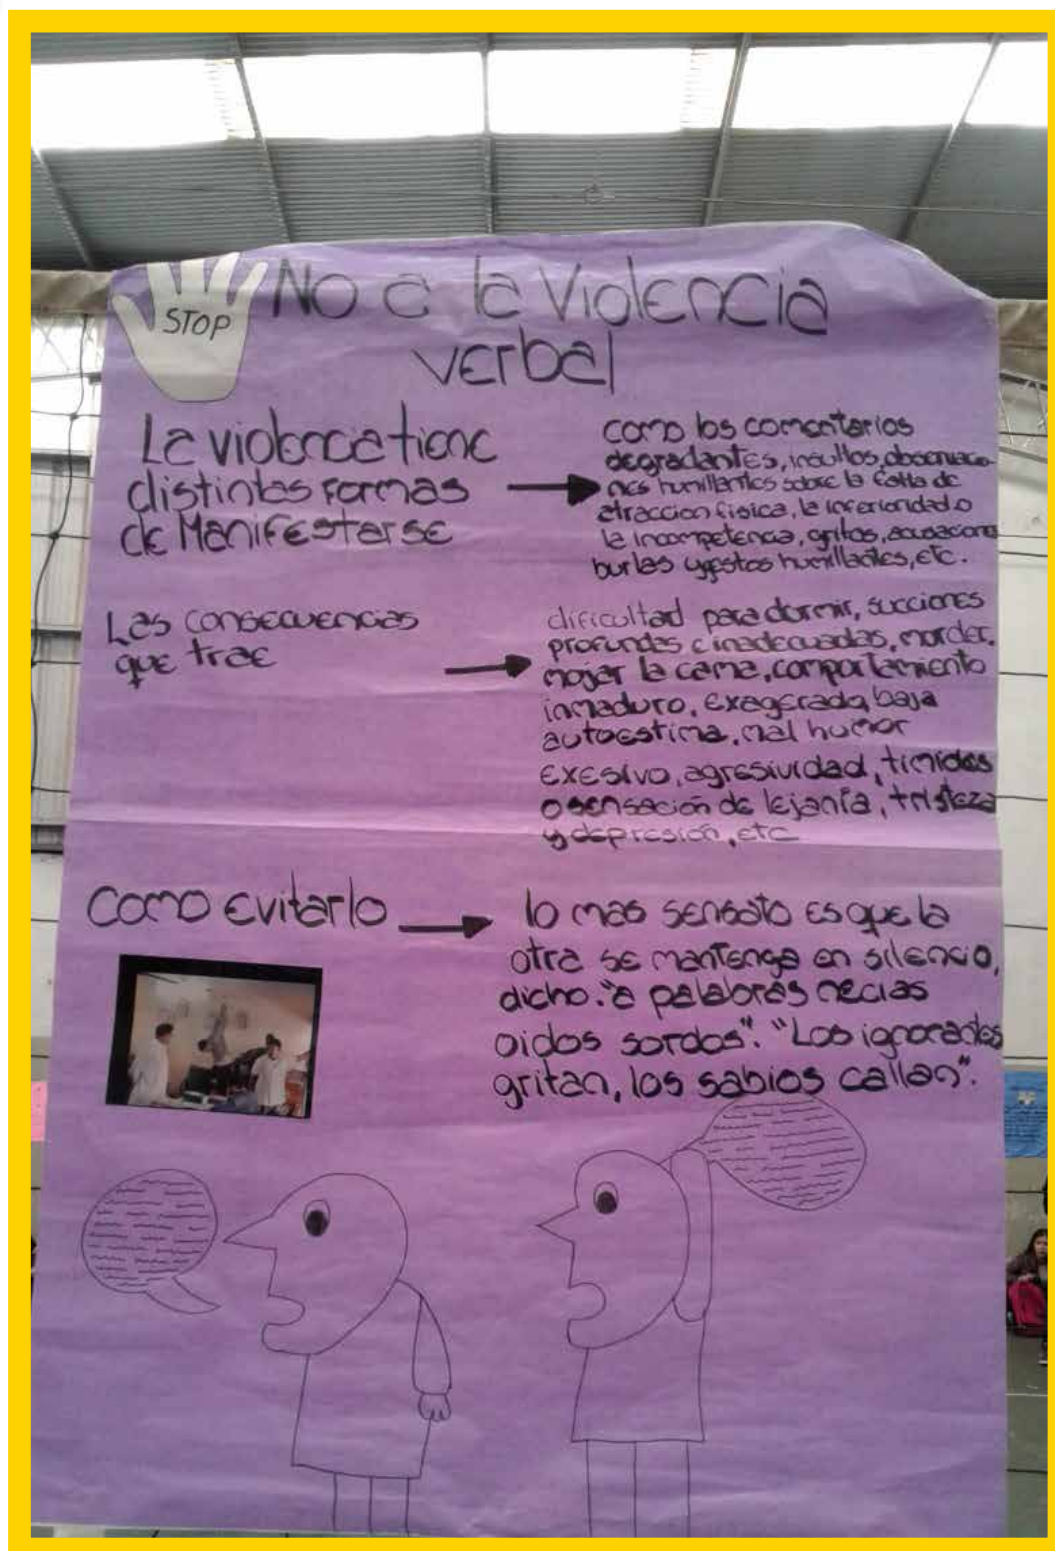 STOP
No a la Violencia
verbal
La violencia tiene
distintas formas
de Manifestarse
como los comentarios
degradantes, insultos, observacio-
nes humillantes sobre la falta de
atraccion fisica, la inferioridad o
la incompetencia, gritos, acusaciones
burlas y gestos humillantes, etc.
Las consecuencias
que trae
dificultad para dormir, succiones
profundas e inadecuadas, morder,
mojar la cama, comportamiento
inmaduro, exagerado, baja
autoestima, mal humor
exesivo, agresividad, timides
o sensación de lejanía, tristeza
y depresión, etc
como evitarlo
lo mas sensato es que la
otra se mantenga en silencio,
dicho: "a palabras necias
oidos sordos". "Los ignorantes
gritan, los sabios callan".